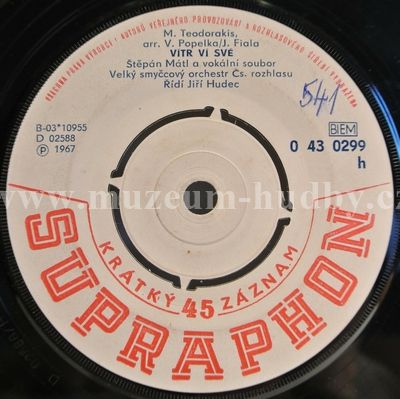 VŠECHNA PRÁVA VÝROBCE I AUTORŮ VEŘEJNÉHO PROVOZOVÁNÍ A ROZHLASOVÉHO ŠÍŘENÍ VYHRAZENA
M. Teodorakis,
arr. V. Popelka/J. Fiala
VÍTR VÍ SVÉ
Štěpán Mátl a vokální soubor
Velký smyčcový orchestr Čs. rozhlasu
Řídí Jiří Hudec
541
B-03*10955
D 02588
Ⓟ 1967
BIEM
0 43 0299
h
www.muzeum-hudby.cz
KRÁTKÝ 45 ZÁZNAM
SUPRAPHON